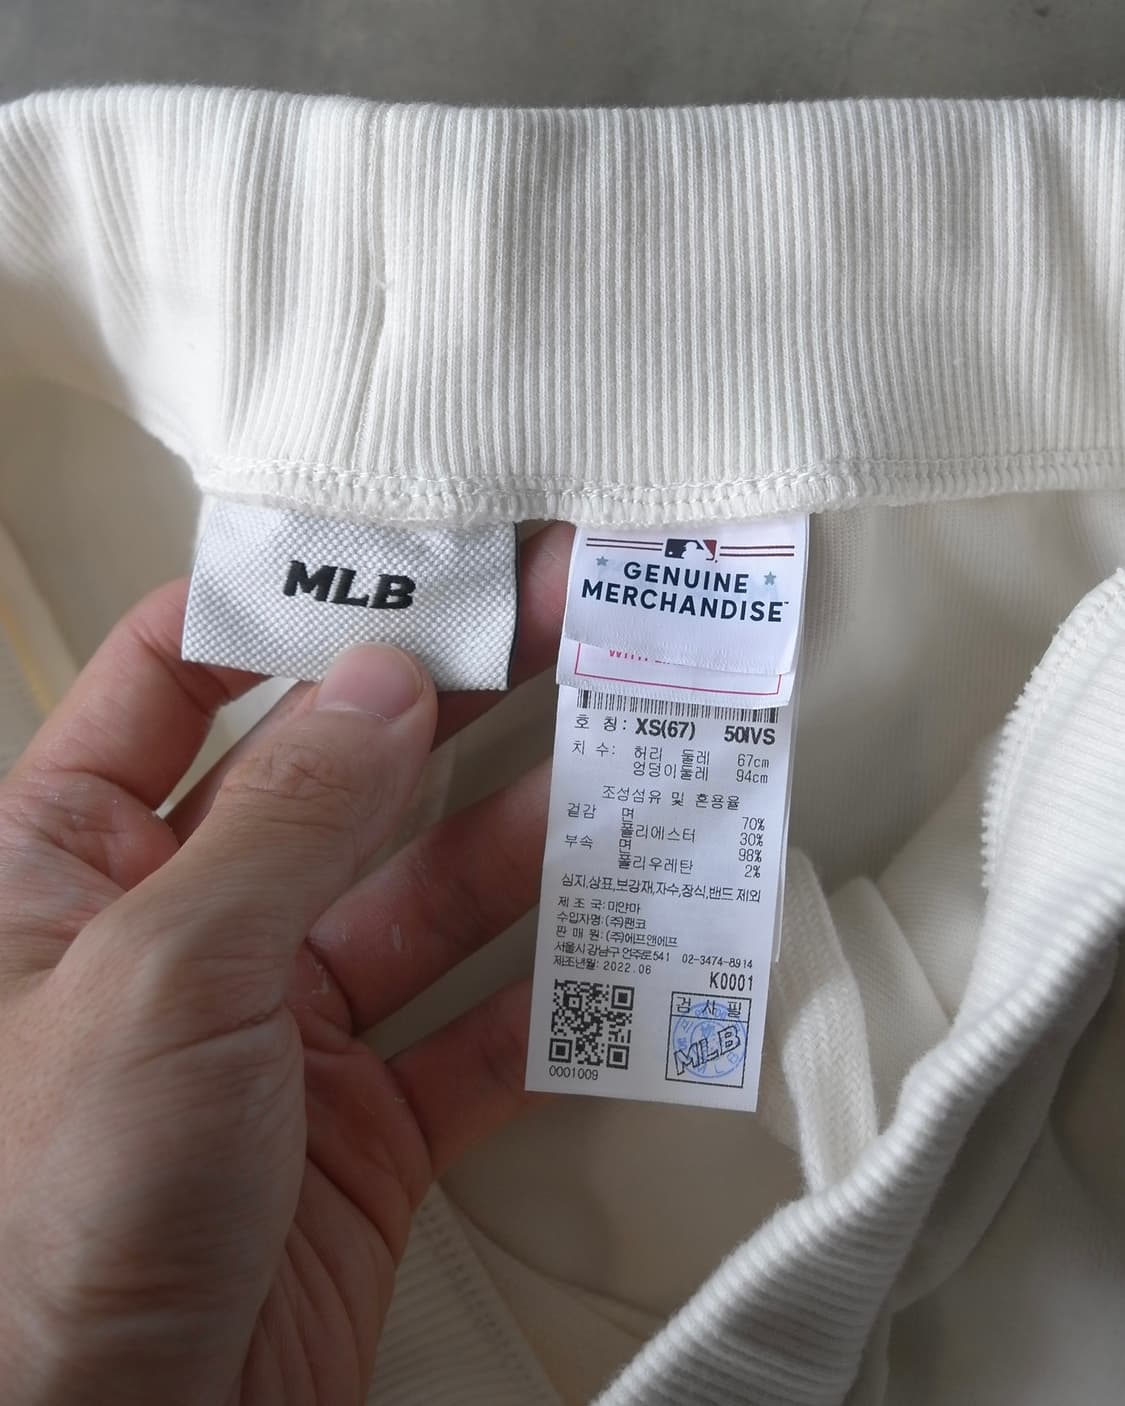 MLB
GENUINE
MERCHANDISE™
호 칭: XS(67) 50IVS
치 수: 허리 둘레 67cm
엉덩이둘레 94cm
조성섬유 및 혼용율
겉감 면 70%
폴리에스터 30%
부속 면 98%
폴리우레탄 2%
심지,상표,보강재,자수,장식,밴드 제외
제 조 국: 미얀마
수입자명: (주)팬코
판 매 원: (주)에프앤에프
서울시 강남구 언주로541 02-3474-8914
제조년월: 2022.06
K0001
검사필
MLB
0001009